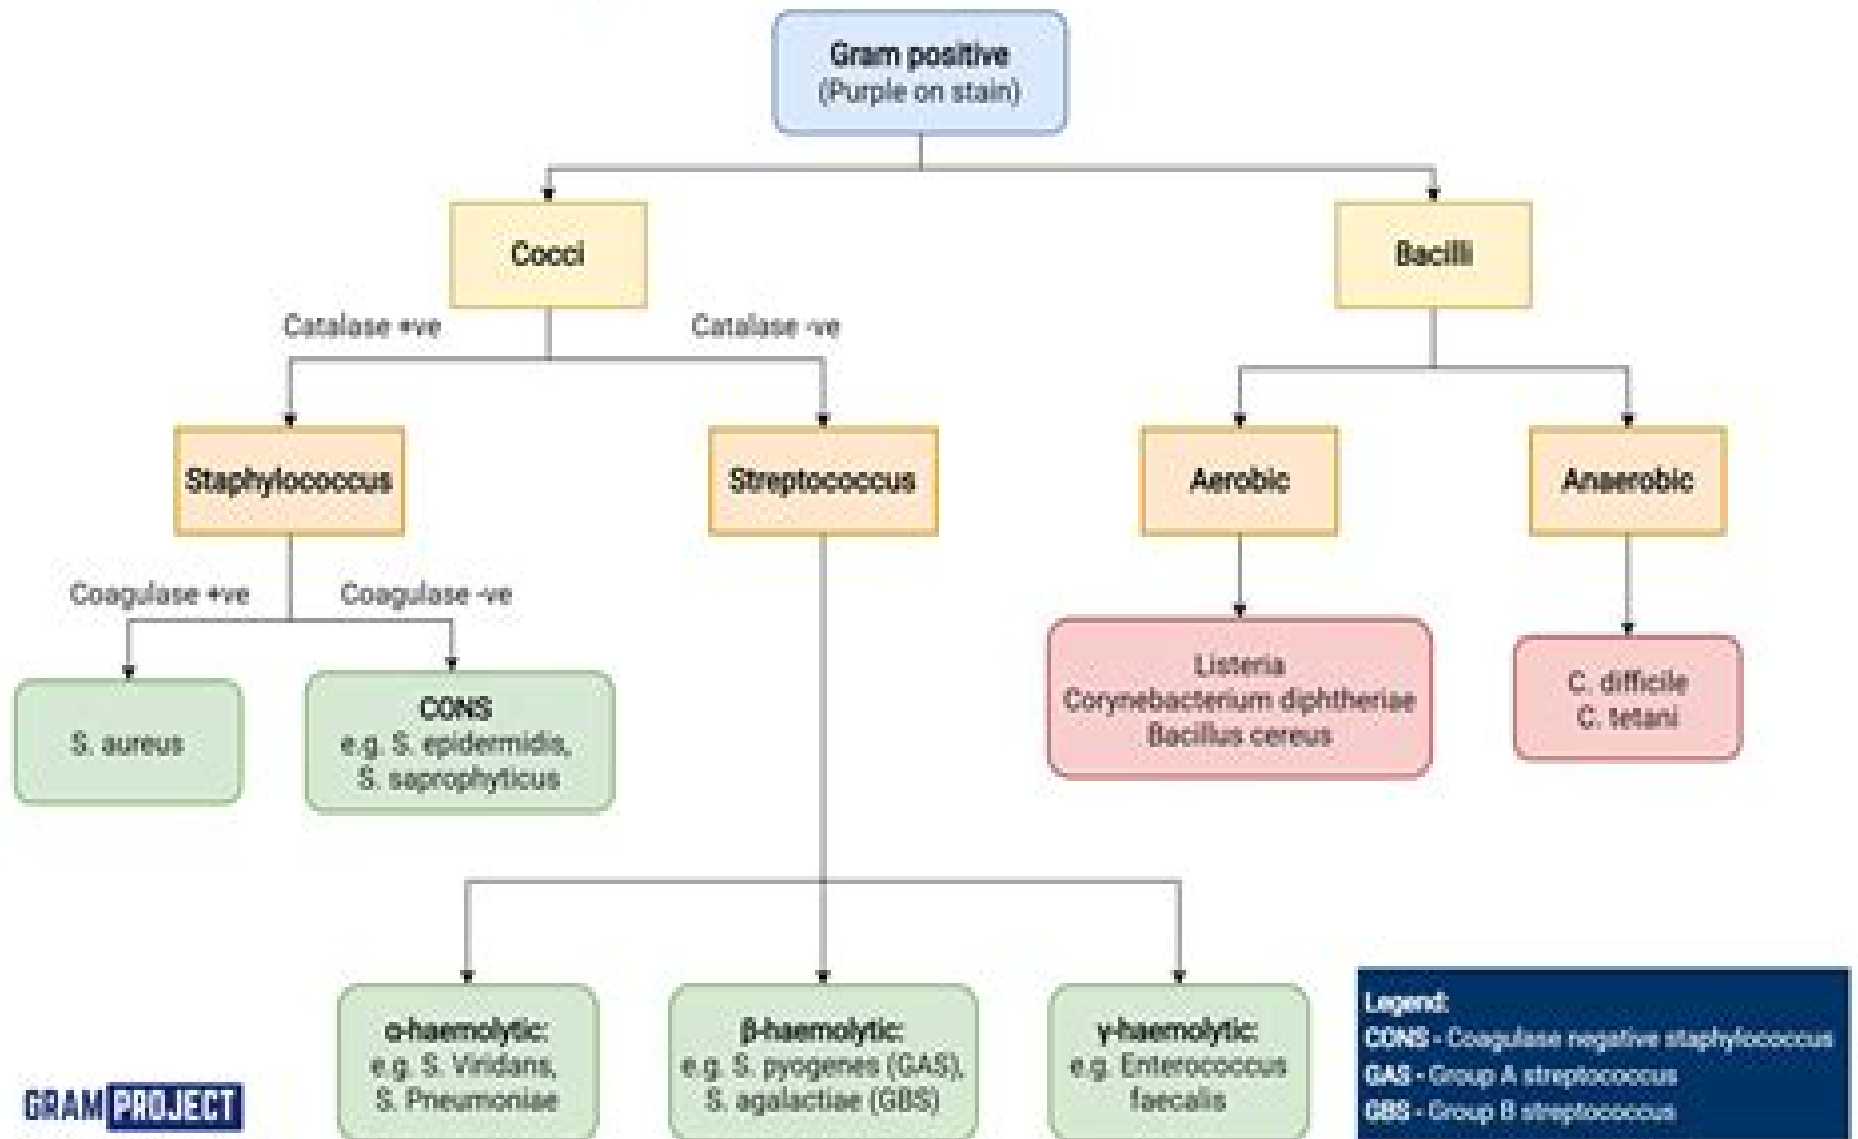 Gram positive
(Purple on stain)
Cocci
Bacilli
Catalase +ve
Catalase -ve
Staphylococcus
Streptococcus
Aerobic
Anaerobic
Coagulase +ve
Coagulase -ve
S. aureus
CONS
e.g. S. epidermidis,
S. saprophyticus
Listeria
Corynebacterium diphtheriae
Bacillus cereus
C. difficile
C. tetani
α-haemolytic:
e.g. S. Viridans,
S. Pneumoniae
β-haemolytic:
e.g. S. pyogenes (GAS),
S. agalactiae (GBS)
γ-haemolytic:
e.g. Enterococcus
faecalis
Legend:
CONS - Coagulase negative staphylococcus
GAS - Group A streptococcus
GBS - Group B streptococcus
GRAM PROJECT